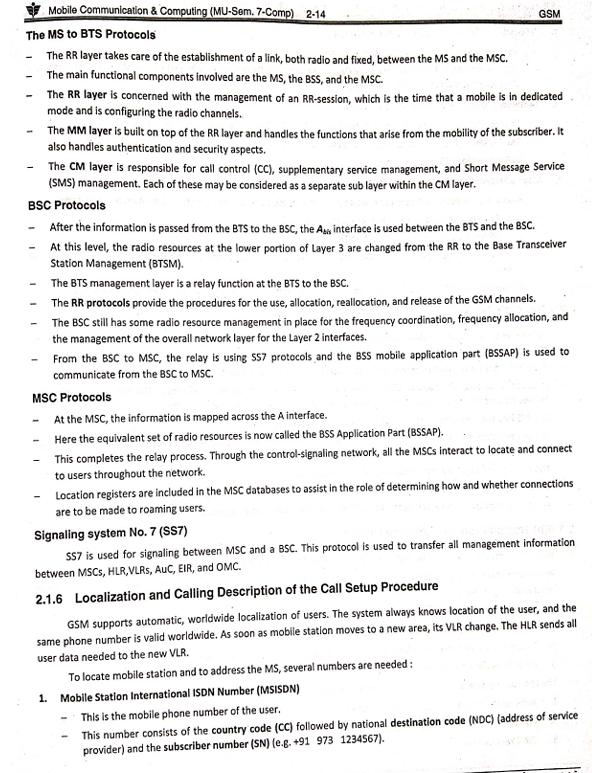 Mobile Communication & Computing (MU-Sem. 7-Comp) 2-14 GSM
The MS to BTS Protocols
– The RR layer takes care of the establishment of a link, both radio and fixed, between the MS and the MSC.
– The main functional components involved are the MS, the BSS, and the MSC.
– The RR layer is concerned with the management of an RR-session, which is the time that a mobile is in dedicated
mode and is configuring the radio channels.
– The MM layer is built on top of the RR layer and handles the functions that arise from the mobility of the subscriber. It
also handles authentication and security aspects.
– The CM layer is responsible for call control (CC), supplementary service management, and Short Message Service
(SMS) management. Each of these may be considered as a separate sub layer within the CM layer.
BSC Protocols
– After the information is passed from the BTS to the BSC, the Abis interface is used between the BTS and the BSC.
– At this level, the radio resources at the lower portion of Layer 3 are changed from the RR to the Base Transceiver
Station Management (BTSM).
– The BTS management layer is a relay function at the BTS to the BSC.
– The RR protocols provide the procedures for the use, allocation, reallocation, and release of the GSM channels.
– The BSC still has some radio resource management in place for the frequency coordination, frequency allocation, and
the management of the overall network layer for the Layer 2 interfaces.
– From the BSC to MSC, the relay is using SS7 protocols and the BSS mobile application part (BSSAP) is used to
communicate from the BSC to MSC.
MSC Protocols
– At the MSC, the information is mapped across the A interface.
– Here the equivalent set of radio resources is now called the BSS Application Part (BSSAP).
– This completes the relay process. Through the control-signaling network, all the MSCs interact to locate and connect
to users throughout the network.
– Location registers are included in the MSC databases to assist in the role of determining how and whether connections
are to be made to roaming users.
Signaling system No. 7 (SS7)
SS7 is used for signaling between MSC and a BSC. This protocol is used to transfer all management information
between MSCs, HLR,VLRs, AuC, EIR, and OMC.
2.1.6 Localization and Calling Description of the Call Setup Procedure
GSM supports automatic, worldwide localization of users. The system always knows location of the user, and the
same phone number is valid worldwide. As soon as mobile station moves to a new area, its VLR change. The HLR sends all
user data needed to the new VLR.
To locate mobile station and to address the MS, several numbers are needed :
1. Mobile Station International ISDN Number (MSISDN)
– This is the mobile phone number of the user.
– This number consists of the country code (CC) followed by national destination code (NDC) (address of service
provider) and the subscriber number (SN) (e.g. +91 973 1234567).